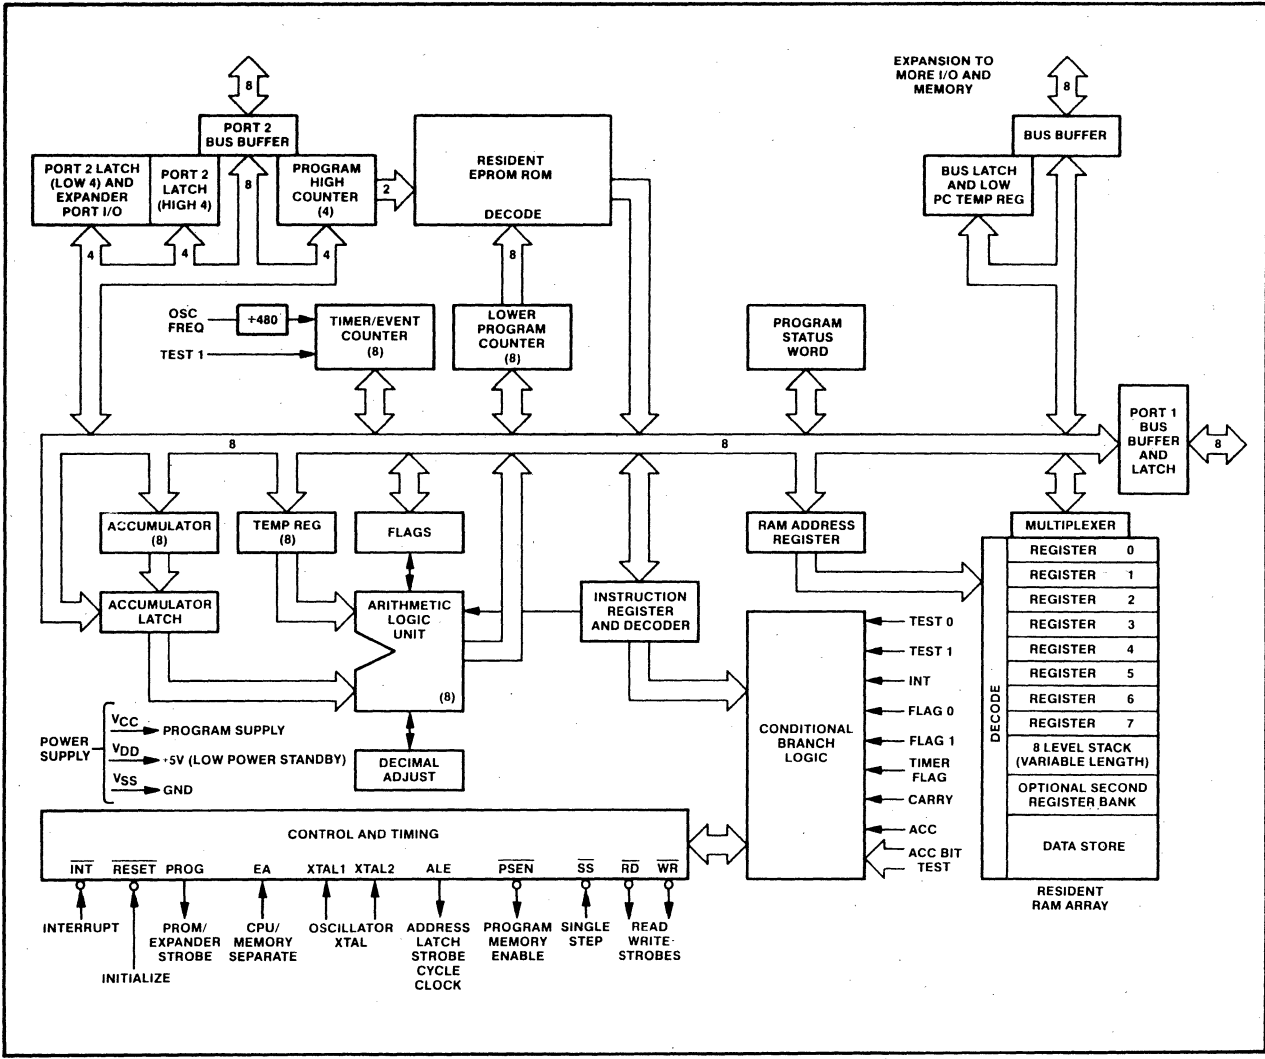 8
PORT 2
BUS BUFFER
PORT 2 LATCH
(LOW 4) AND
EXPANDER
PORT I/O
PORT 2
LATCH
(HIGH 4)
8
PROGRAM
HIGH
COUNTER
(4)
2
RESIDENT
EPROM ROM
DECODE
EXPANSION TO
MORE I/O AND
MEMORY
8
BUS BUFFER
BUS LATCH
AND LOW
PC TEMP REG
4
4
4
8
OSC
FREQ
÷480
TEST 1
TIMER/EVENT
COUNTER
(8)
LOWER
PROGRAM
COUNTER
(8)
PROGRAM
STATUS
WORD
PORT 1
BUS
BUFFER
AND
LATCH
8
8
8
ACCUMULATOR
(8)
TEMP REG
(8)
FLAGS
RAM ADDRESS
REGISTER
MULTIPLEXER
ACCUMULATOR
LATCH
ARITHMETIC
LOGIC
UNIT
(8)
INSTRUCTION
REGISTER
AND DECODER
DECODE
REGISTER 0
REGISTER 1
REGISTER 2
REGISTER 3
REGISTER 4
REGISTER 5
REGISTER 6
REGISTER 7
8 LEVEL STACK
(VARIABLE LENGTH)
OPTIONAL SECOND
REGISTER BANK
DATA STORE
RESIDENT
RAM ARRAY
CONDITIONAL
BRANCH
LOGIC
TEST 0
TEST 1
INT
FLAG 0
FLAG 1
TIMER
FLAG
CARRY
ACC
ACC BIT
TEST
POWER
SUPPLY
VCC
PROGRAM SUPPLY
VDD
+5V (LOW POWER STANDBY)
VSS
GND
DECIMAL
ADJUST
CONTROL AND TIMING
INT RESET PROG EA XTAL1 XTAL2 ALE PSEN SS RD WR
INTERRUPT
INITIALIZE
PROM/
EXPANDER
STROBE
CPU/
MEMORY
SEPARATE
OSCILLATOR
XTAL
ADDRESS
LATCH
STROBE
CYCLE
CLOCK
PROGRAM
MEMORY
ENABLE
SINGLE
STEP
READ
WRITE
STROBES